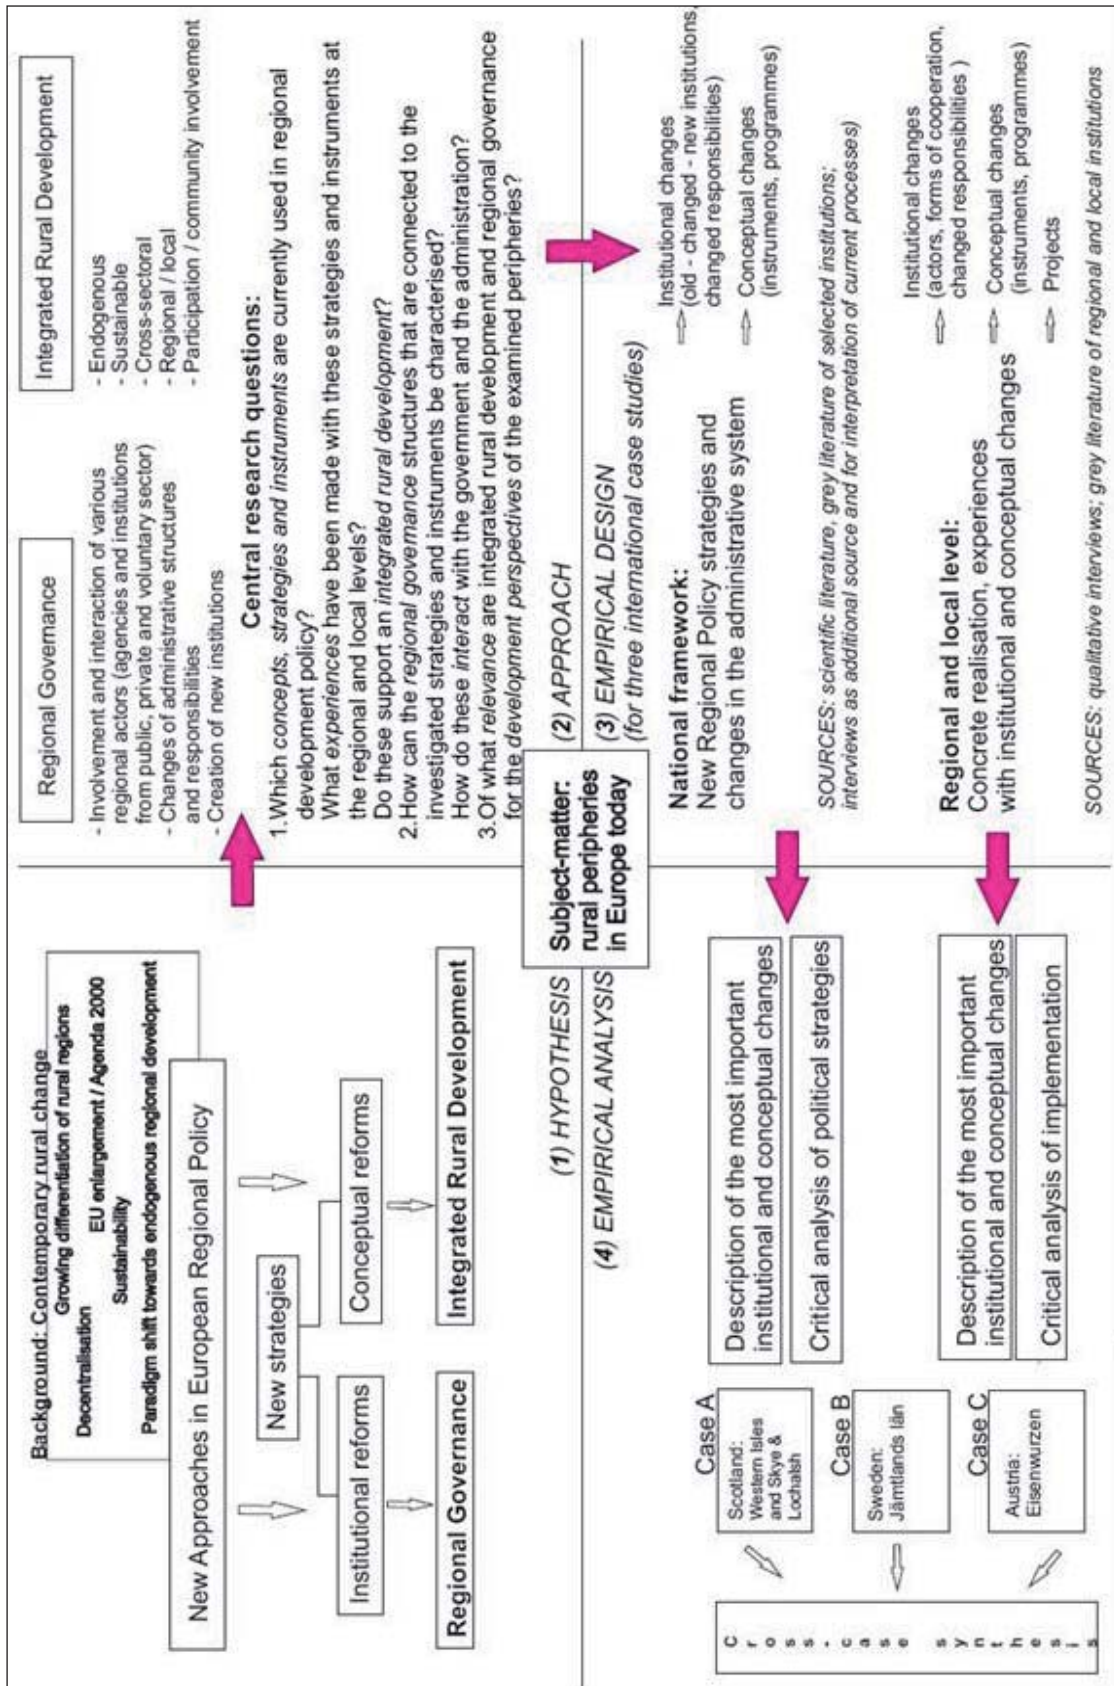 Background: Contemporary rural change
Growing differentiation of rural regions
Decentralisation
EU enlargement / Agenda 2000
Sustainability
Paradigm shift towards endogenous regional development
New Approaches in European Regional Policy
New strategies
Institutional reforms
Conceptual reforms
Regional Governance
Integrated Rural Development
(1) HYPOTHESIS
Regional Governance
- Involvement and interaction of various
regional actors (agencies and institutions
from public, private and voluntary sector)
- Changes of administrative structures
and responsibilities
- Creation of new institutions
Integrated Rural Development
- Endogenous
- Sustainable
- Cross-sectoral
- Regional / local
- Participation / community involvement
Central research questions:
1.Which concepts, strategies and instruments are currently used in regional
development policy?
What experiences have been made with these strategies and instruments at
the regional and local levels?
Do these support an integrated rural development?
2.How can the regional governance structures that are connected to the
investigated strategies and instruments be characterised?
How do these interact with the government and the administration?
3.Of what relevance are integrated rural development and regional governance
for the development perspectives of the examined peripheries?
(2) APPROACH
Subject-matter:
rural peripheries
in Europe today
(3) EMPIRICAL DESIGN
(for three international case studies)
National framework:
New Regional Policy strategies and
changes in the administrative system
Institutional changes
(old - changed - new institutions,
changed responsibilities)
Conceptual changes
(instruments, programmes)
SOURCES: scientific literature, grey literature of selected institutions;
interviews as additional source and for interpretation of current processes)
Regional and local level:
Concrete realisation, experiences
with institutional and conceptual changes
Institutional changes
(actors, forms of cooperation,
changed responsibilities )
Conceptual changes
(instruments, programmes)
Projects
SOURCES: qualitative interviews; grey literature of regional and local institutions
(4) EMPIRICAL ANALYSIS
Description of the most important
institutional and conceptual changes
Critical analysis of political strategies
Description of the most important
institutional and conceptual changes
Critical analysis of implementation
Case A
Scotland:
Western Isles
and Skye &
Lochalsh
Case B
Sweden:
Jämtlands län
Case C
Austria:
Eisenwurzen
Cross-case synthesis